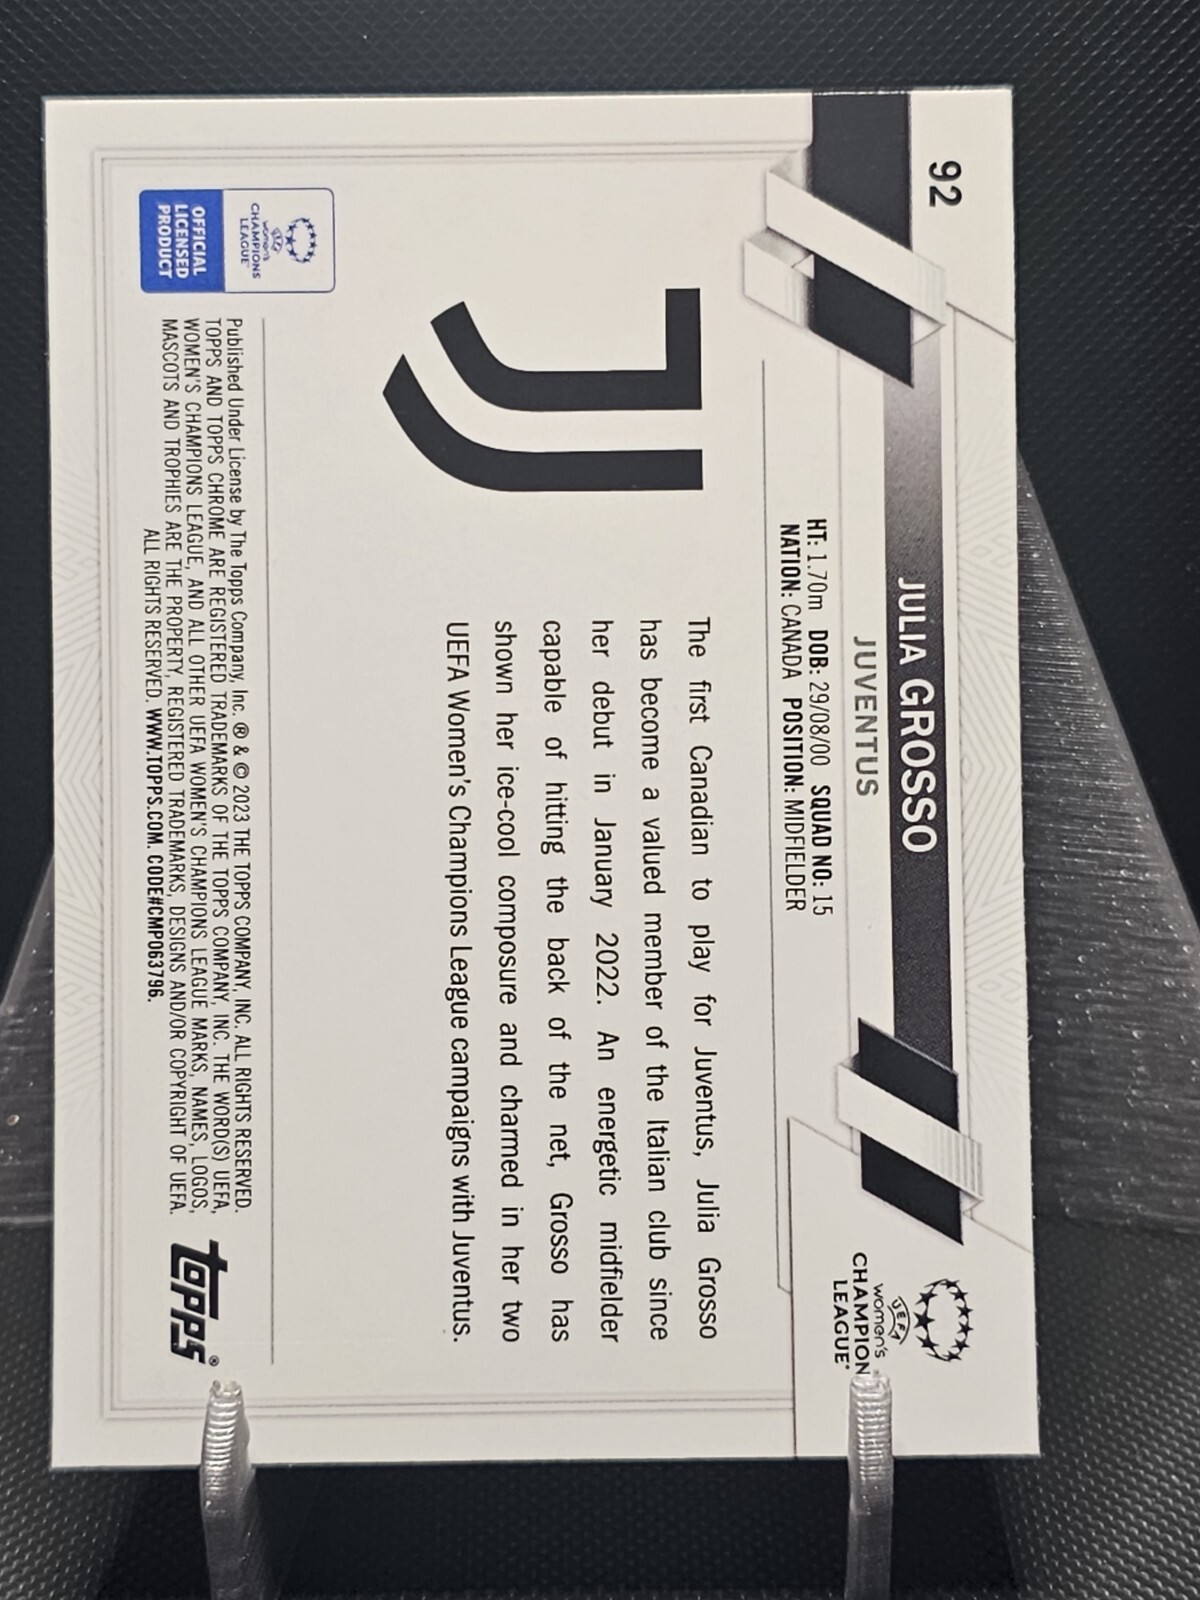 92
JULIA GROSSO
JUVENTUS
HT: 1.70m DOB: 29/08/00 SQUAD NO: 15
NATION: CANADA POSITION: MIDFIELDER
UEFA
women's
CHAMPION
LEAGUE
The first Canadian to play for Juventus, Julia Grosso
has become a valued member of the Italian club since
her debut in January 2022. An energetic midfielder
capable of hitting the back of the net, Grosso has
shown her ice-cool composure and charmed in her two
UEFA Women's Champions League campaigns with Juventus.
UEFA
women's
CHAMPIONS
LEAGUE
OFFICIAL
LICENSED
PRODUCT
Published Under License by The Topps Company, Inc. ® & © 2023 THE TOPPS COMPANY, INC. ALL RIGHTS RESERVED.
TOPPS AND TOPPS CHROME ARE REGISTERED TRADEMARKS OF THE TOPPS COMPANY, INC. THE WORD(S) UEFA,
WOMEN'S CHAMPIONS LEAGUE, AND ALL OTHER UEFA WOMEN'S CHAMPIONS LEAGUE MARKS, NAMES, LOGOS,
MASCOTS AND TROPHIES ARE THE PROPERTY, REGISTERED TRADEMARKS, DESIGNS AND/OR COPYRIGHT OF UEFA.
ALL RIGHTS RESERVED. WWW.TOPPS.COM. CODE#CMP063796.
topps®